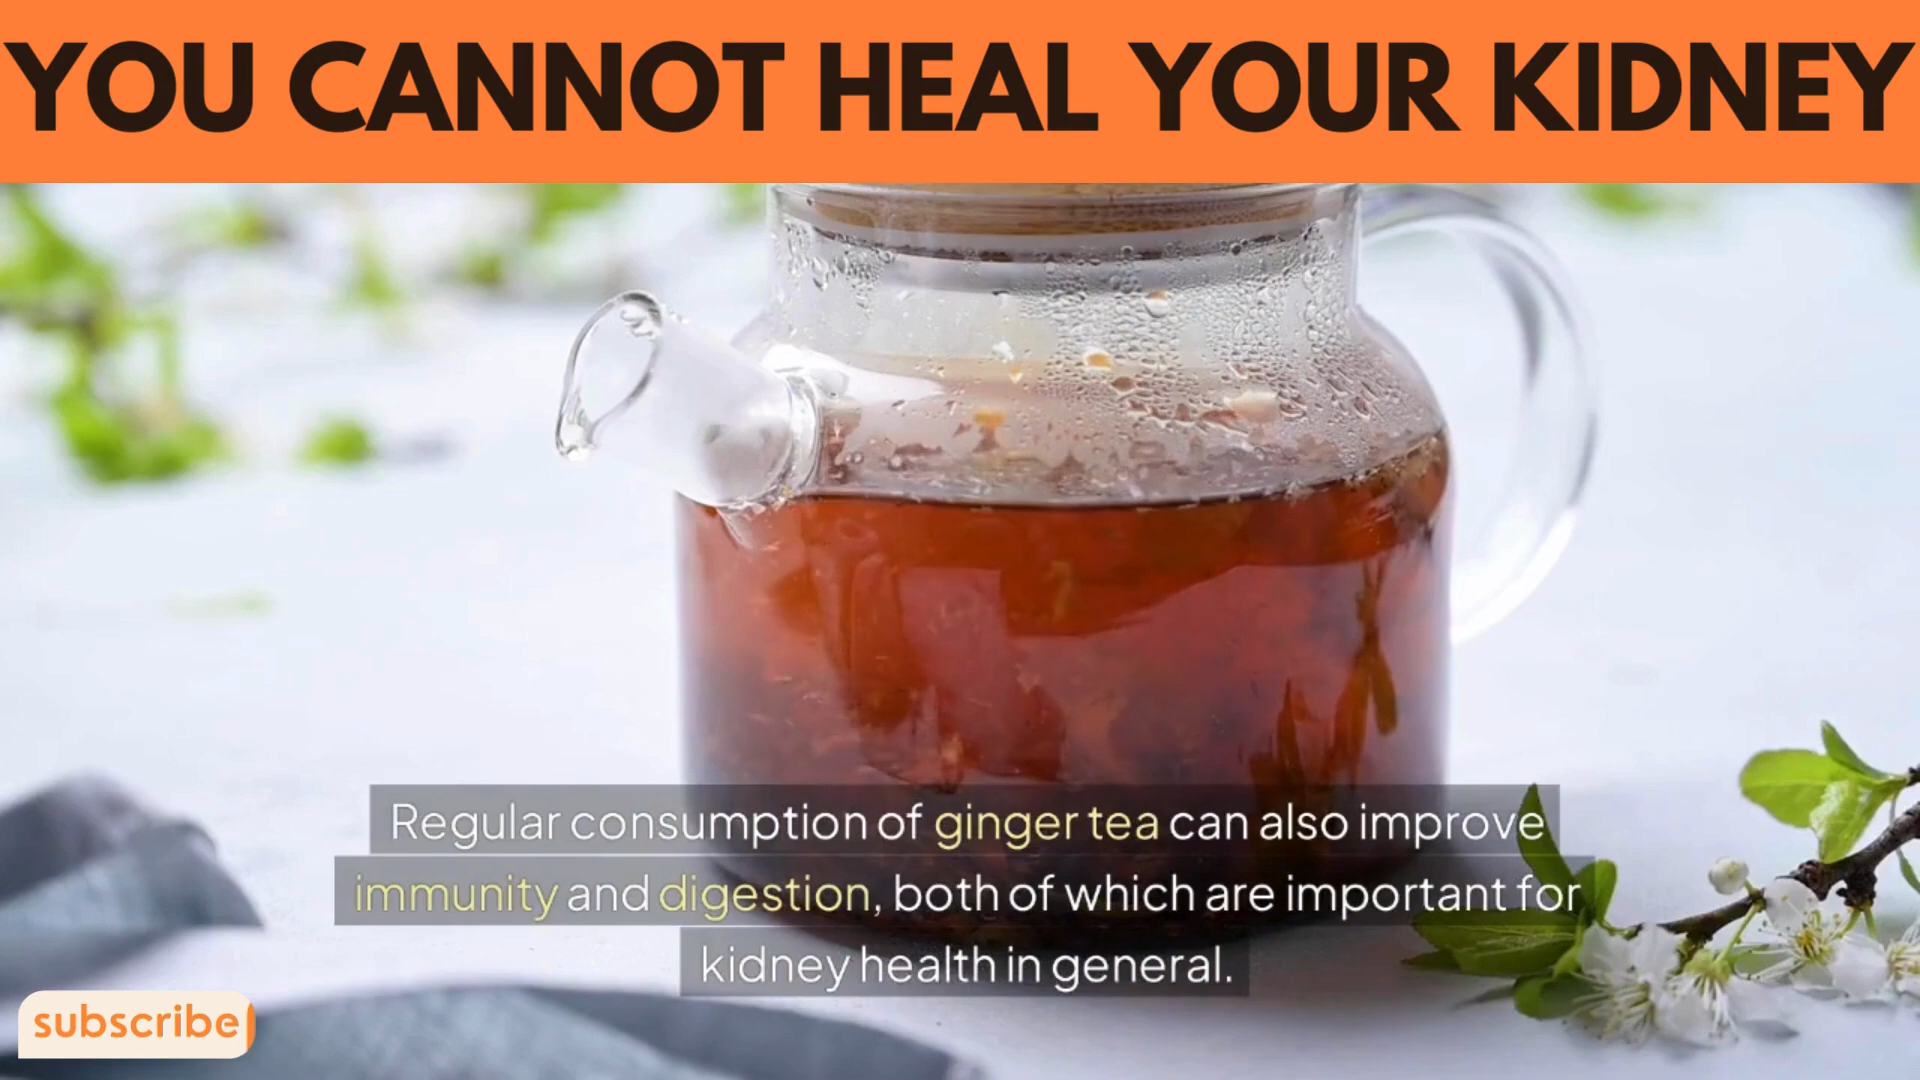 YOU CANNOT HEAL YOUR KIDNEY
Regular consumption of ginger tea can also improve
immunity and digestion, both of which are important for
kidney health in general.
subscribe